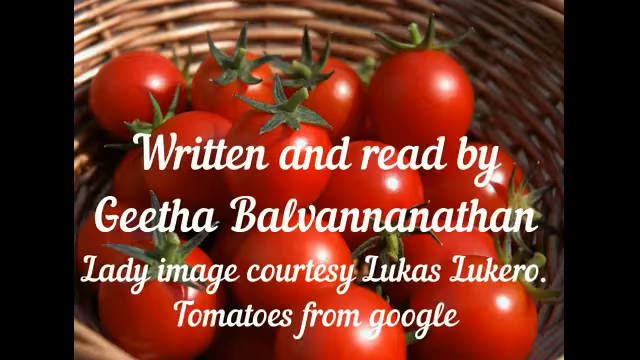 Written and read by
Geetha Balvannanathan
Lady image courtesy Lukas Lukero.
Tomatoes from google